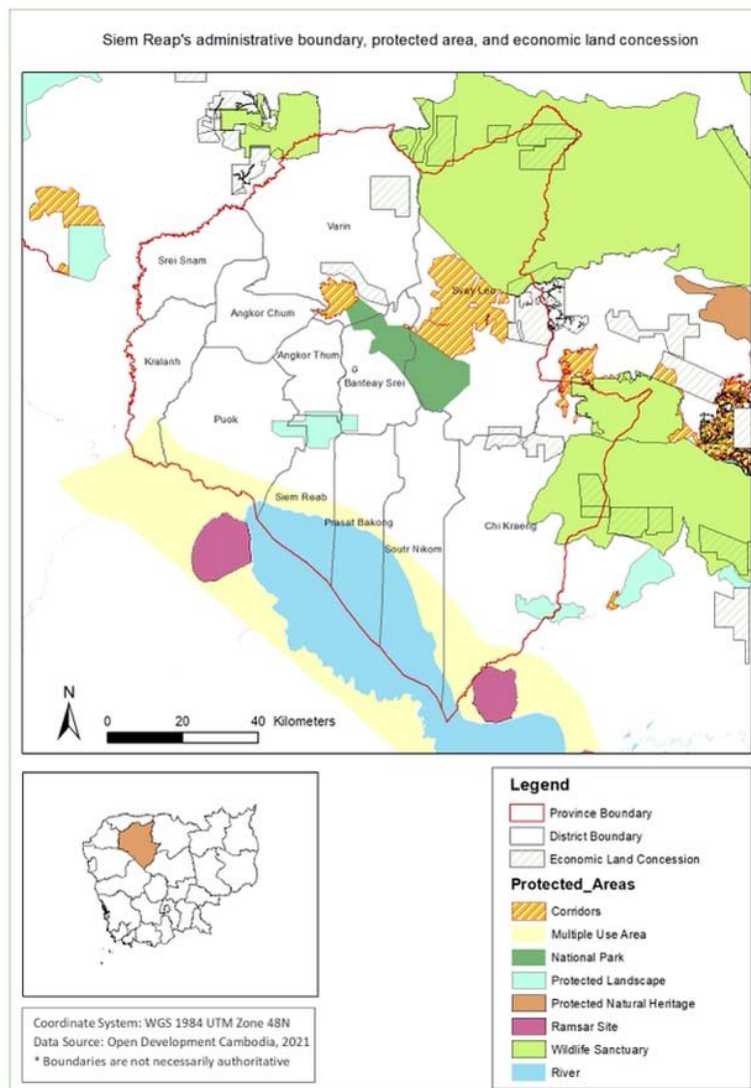 Siem Reap's administrative boundary, protected area, and economic land concession
Varin
Srei Snam
Svay Leu
Angkor Chum
Kralanh
Angkor Thum
Banteay Srei
Puok
Siem Reab
Prasat Bakong
Chi Kraeng
Soutr Nikom
N
0 20 40 Kilometers
Legend
Province Boundary
District Boundary
Economic Land Concession
Protected_Areas
Corridors
Multiple Use Area
National Park
Protected Landscape
Protected Natural Heritage
Ramsar Site
Wildlife Sanctuary
River
Coordinate System: WGS 1984 UTM Zone 48N
Data Source: Open Development Cambodia, 2021
* Boundaries are not necessarily authoritative